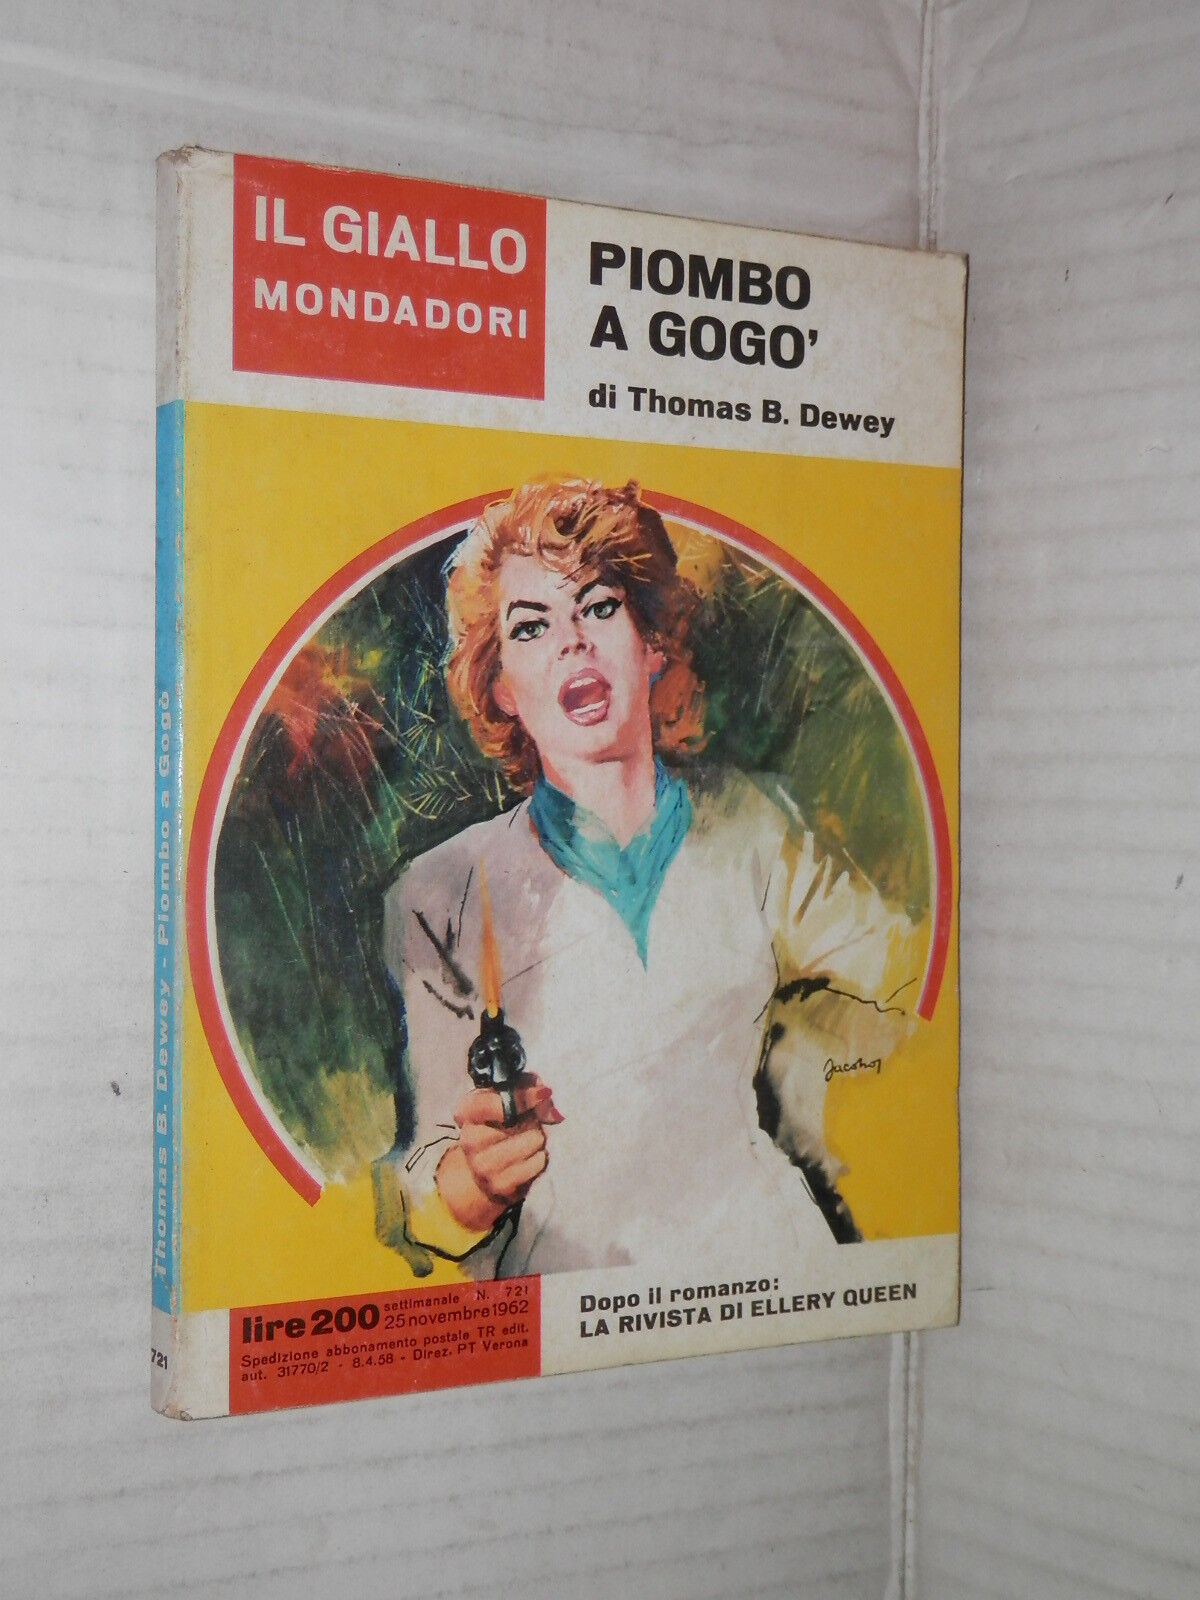 IL GIALLO
MONDADORI
PIOMBO
A GOGO'
di Thomas B. Dewey
Jacono
lire 200
settimanale N. 721
25 novembre 1962
Spedizione abbonamento postale TR edit.
aut. 31770/2 - 8.4.58 - Direz. PT Verona
Dopo il romanzo:
LA RIVISTA DI ELLERY QUEEN
Thomas B. Dewey - Piombo a Gogò
721